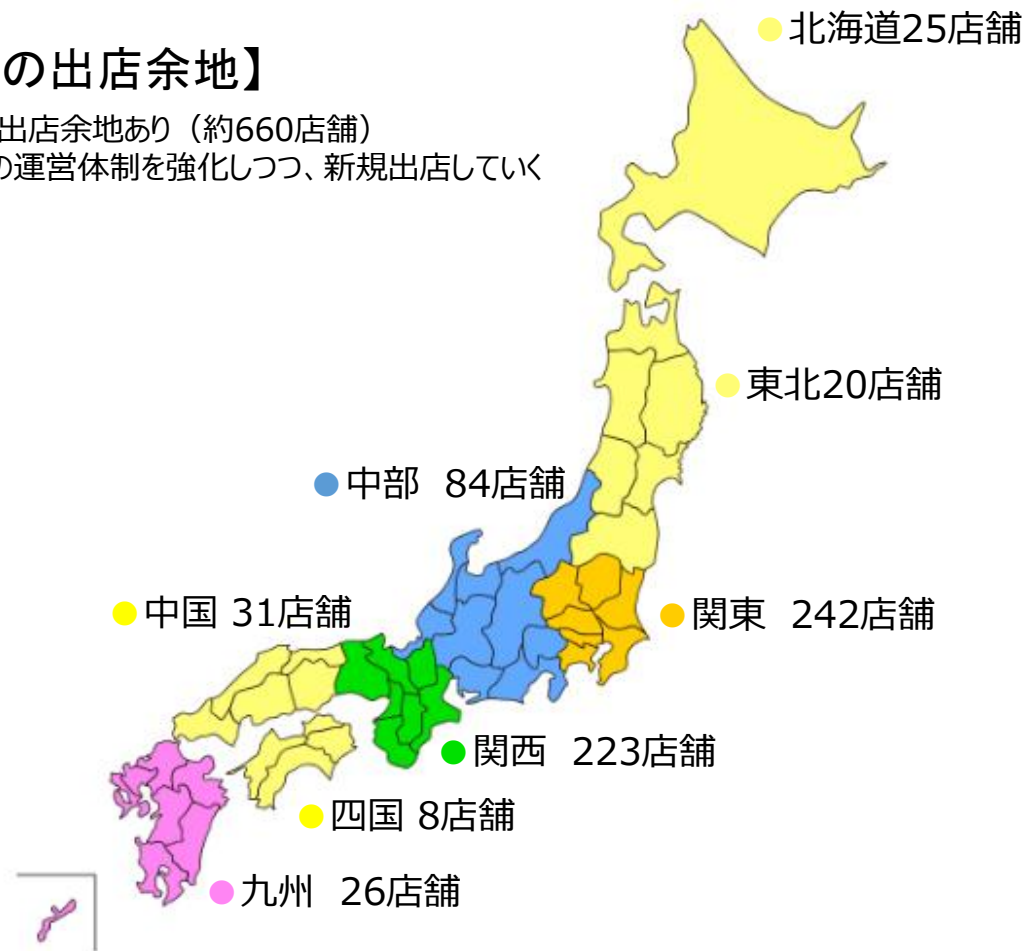 の出店余地】
出店余地あり（約660店舗）
の運営体制を強化しつつ、新規出店していく
北海道25店舗
東北20店舗
中部 84店舗
中国 31店舗
関東 242店舗
関西 223店舗
四国 8店舗
九州 26店舗